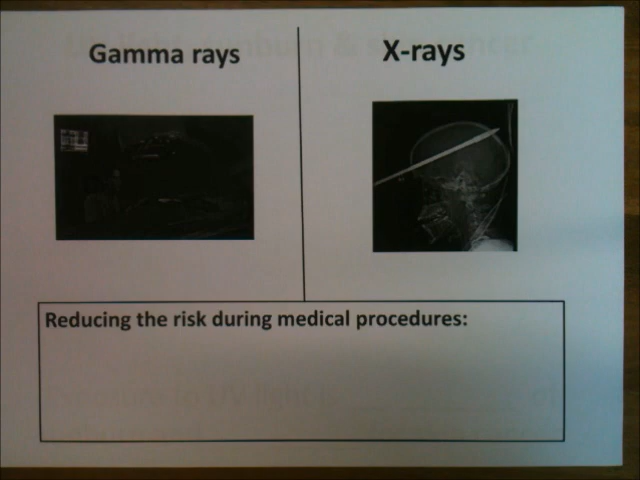 Gamma rays
X-rays
Reducing the risk during medical procedures: